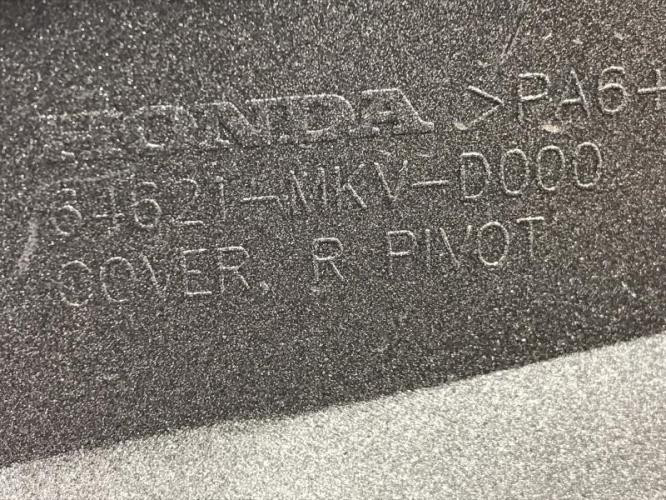 HONDA >PA6+
64621-MKV-D000
COVER, R PIVOT